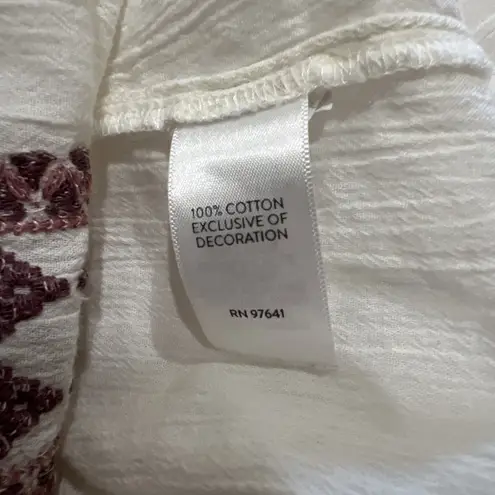 100% COTTON
EXCLUSIVE OF
DECORATION
RN 97641